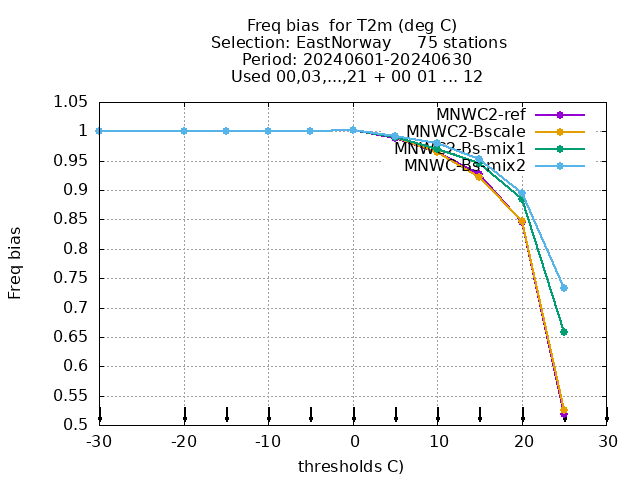 Freq bias  for T2m (deg C)
Selection: EastNorway     75 stations
Period: 20240601-20240630
Used 00,03,...,21 + 00 01 ... 12
MNWC2-ref
MNWC2-Bscale
MNWC2-Bs-mix1
MNWC-Bs-mix2
Freq bias
1.05
1
0.95
0.9
0.85
0.8
0.75
0.7
0.65
0.6
0.55
0.5
-30 -20 -10 0 10 20 30
thresholds C)